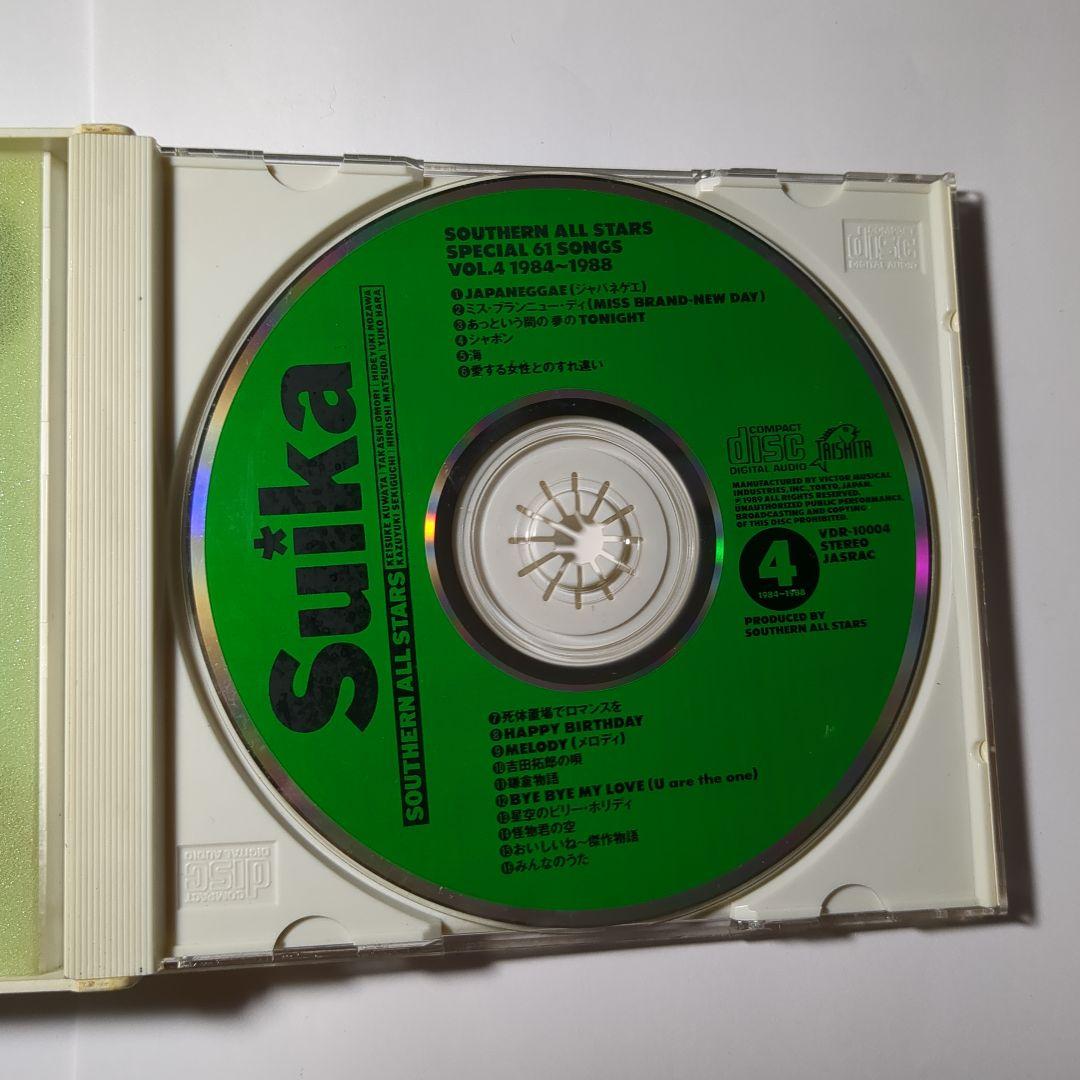 SOUTHERN ALL STARS
SPECIAL 61 SONGS
VOL.4 1984~1988
①JAPANEGGAE(ジャパネゲエ)
②ミス・ブランニュー・デイ(MISS BRAND-NEW DAY)
③あっという間の夢のTONIGHT
④シャボン
⑤海
⑥愛する女性とのすれ違い
Suika
SOUTHERN ALL STARS
KEISUKE KUWATA|TAKASHI OMORI|HIDEYUKI NOZAWA
KAZUYUKI SEKIGUCHI|HIROSHI MATSUDA|YUKO HARA
COMPACT
disc
DIGITAL AUDIO
TAISHITA
MANUFACTURED BY VICTOR MUSICAL
INDUSTRIES, INC., TOKYO, JAPAN.
℗1989 ALL RIGHTS RESERVED.
UNAUTHORIZED PUBLIC PERFORMANCE,
BROADCASTING AND COPYING
OF THIS DISC PROHIBITED.
VDR-10004
STEREO
JASRAC
4
1984~1988
PRODUCED BY
SOUTHERN ALL STARS
⑦死体置場でロマンスを
⑧HAPPY BIRTHDAY
⑨MELODY(メロディ)
⑩吉田拓郎の唄
⑪鎌倉物語
⑫BYE BYE MY LOVE(U are the one)
⑬星空のビリー・ホリディ
⑭怪物君の空
⑮おいしいね~傑作物語
⑯みんなのうた
COMPACT
disc
DIGITAL AUDIO
COMPACT
disc
DIGITAL AUDIO